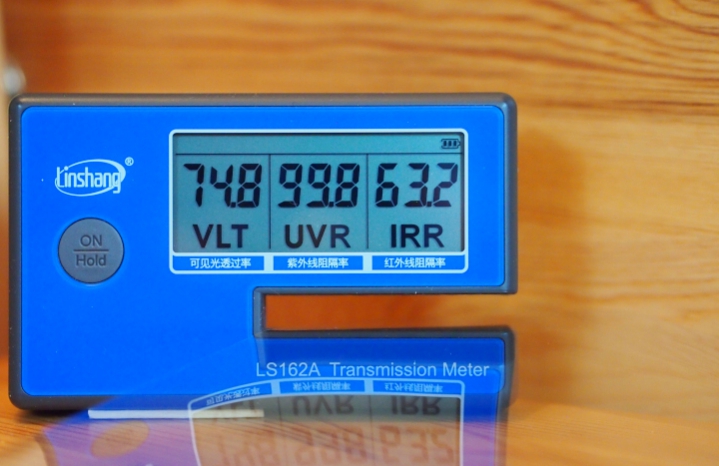 Linshang®
ON
Hold
74.8 99.8 63.2
VLT UVR IRR
可见光透过率 紫外线阻隔率 红外线阻隔率
LS162A Transmission Meter